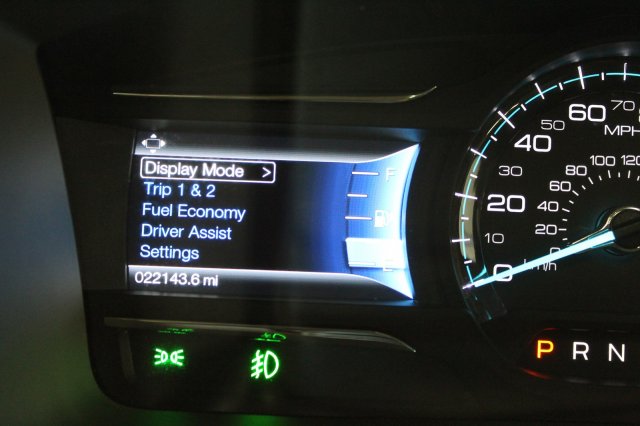 Display Mode >
Trip 1 & 2
Fuel Economy
Driver Assist
Settings
022143.6 mi
F
E
0
10
20
30
40
50
60
70
MPH
0
20
40
60
80
100
120
km/h
P R N